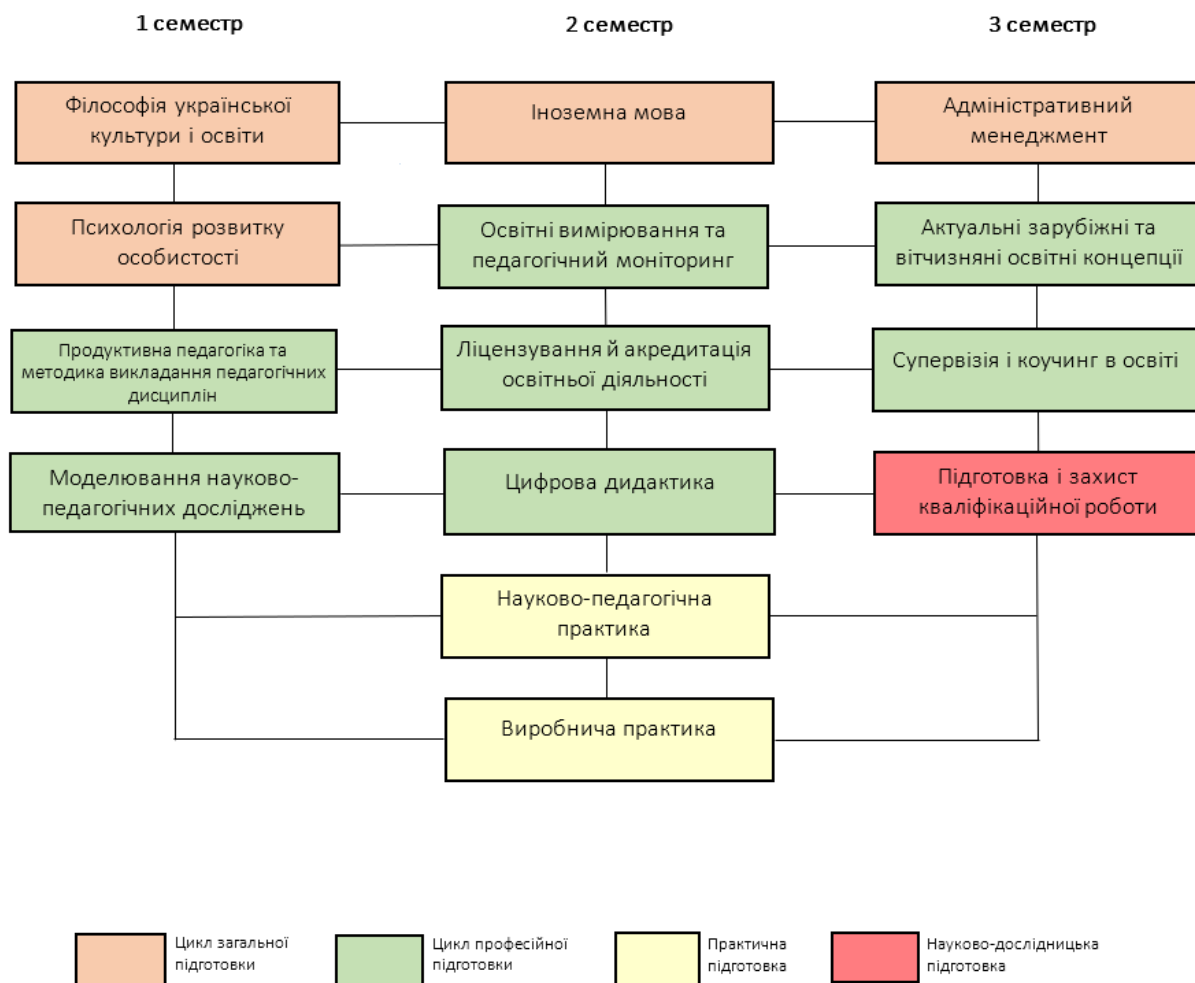 1 семестр
2 семестр
3 семестр
Філософія української
культури і освіти
Іноземна мова
Адміністративний
менеджмент
Психологія розвитку
особистості
Освітні вимірювання та
педагогічний моніторинг
Актуальні зарубіжні та
вітчизняні освітні концепції
Продуктивна педагогіка та
методика викладання педагогічних
дисциплін
Ліцензування й акредитація
освітньої діяльності
Супервізія і коучинг в освіті
Моделювання науково-
педагогічних досліджень
Цифрова дидактика
Підготовка і захист
кваліфікаційної роботи
Науково-педагогічна
практика
Виробнича практика
Цикл загальної
підготовки
Цикл професійної
підготовки
Практична
підготовка
Науково-дослідницька
підготовка